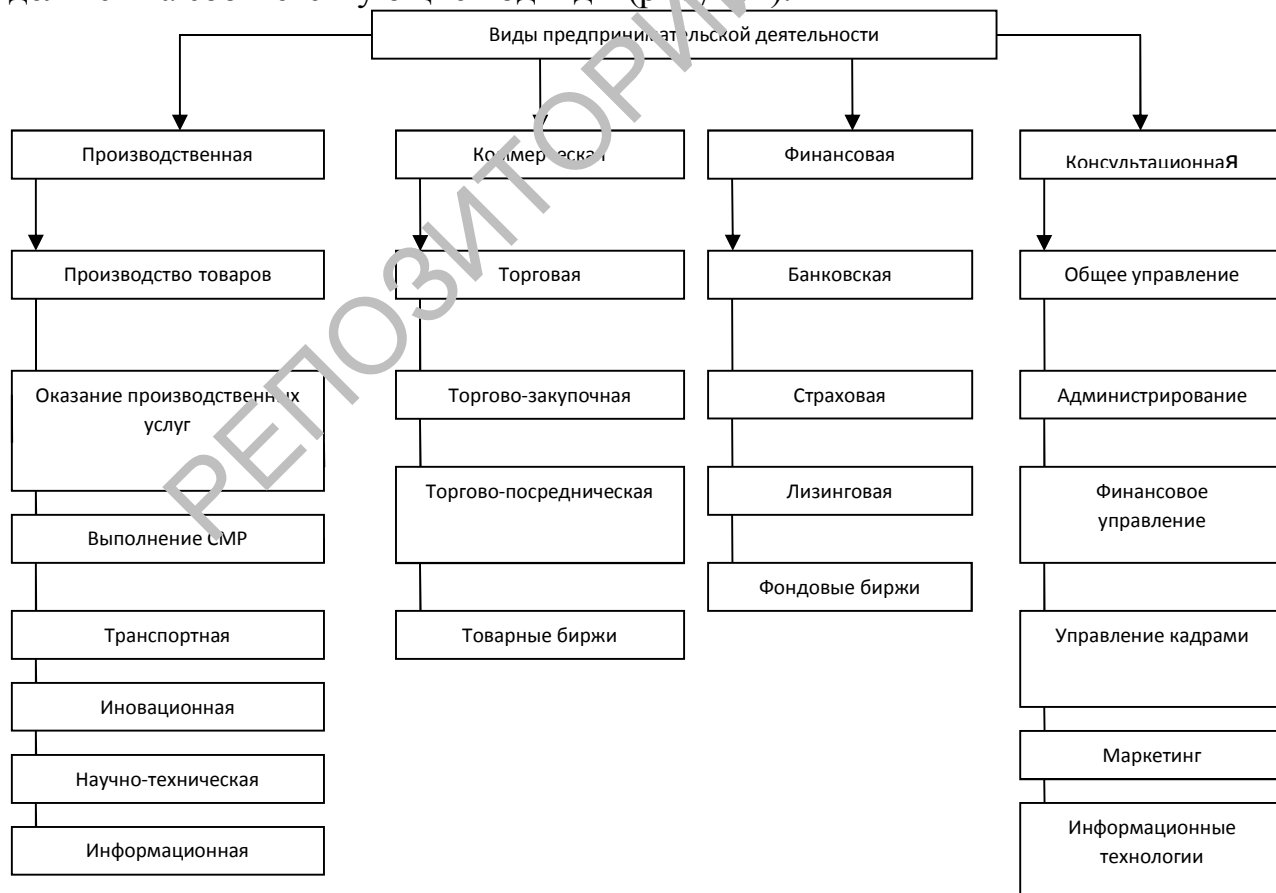 Виды предпринимательской деятельности
Производственная
Коммерческая
Финансовая
Консультационная
Производство товаров
Торговая
Банковская
Общее управление
Оказание производственных
услуг
Торгово-закупочная
Страховая
Администрирование
Торгово-посредническая
Лизинговая
Финансовое
управление
Выполнение СМР
Фондовые биржи
Транспортная
Товарные биржи
Управление кадрами
Иновационная
Маркетинг
Научно-техническая
Информационная
Информационные
технологии
РЕПОЗИТОРИЙ